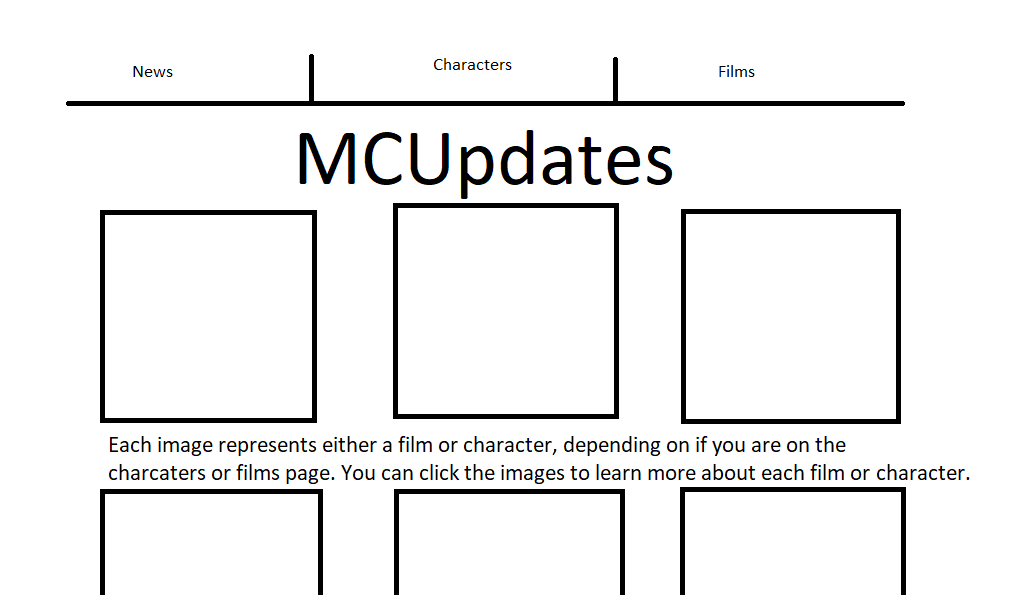 News
Characters
Films
MCUpdates
Each image represents either a film or character, depending on if you are on the
charcaters or films page. You can click the images to learn more about each film or character.